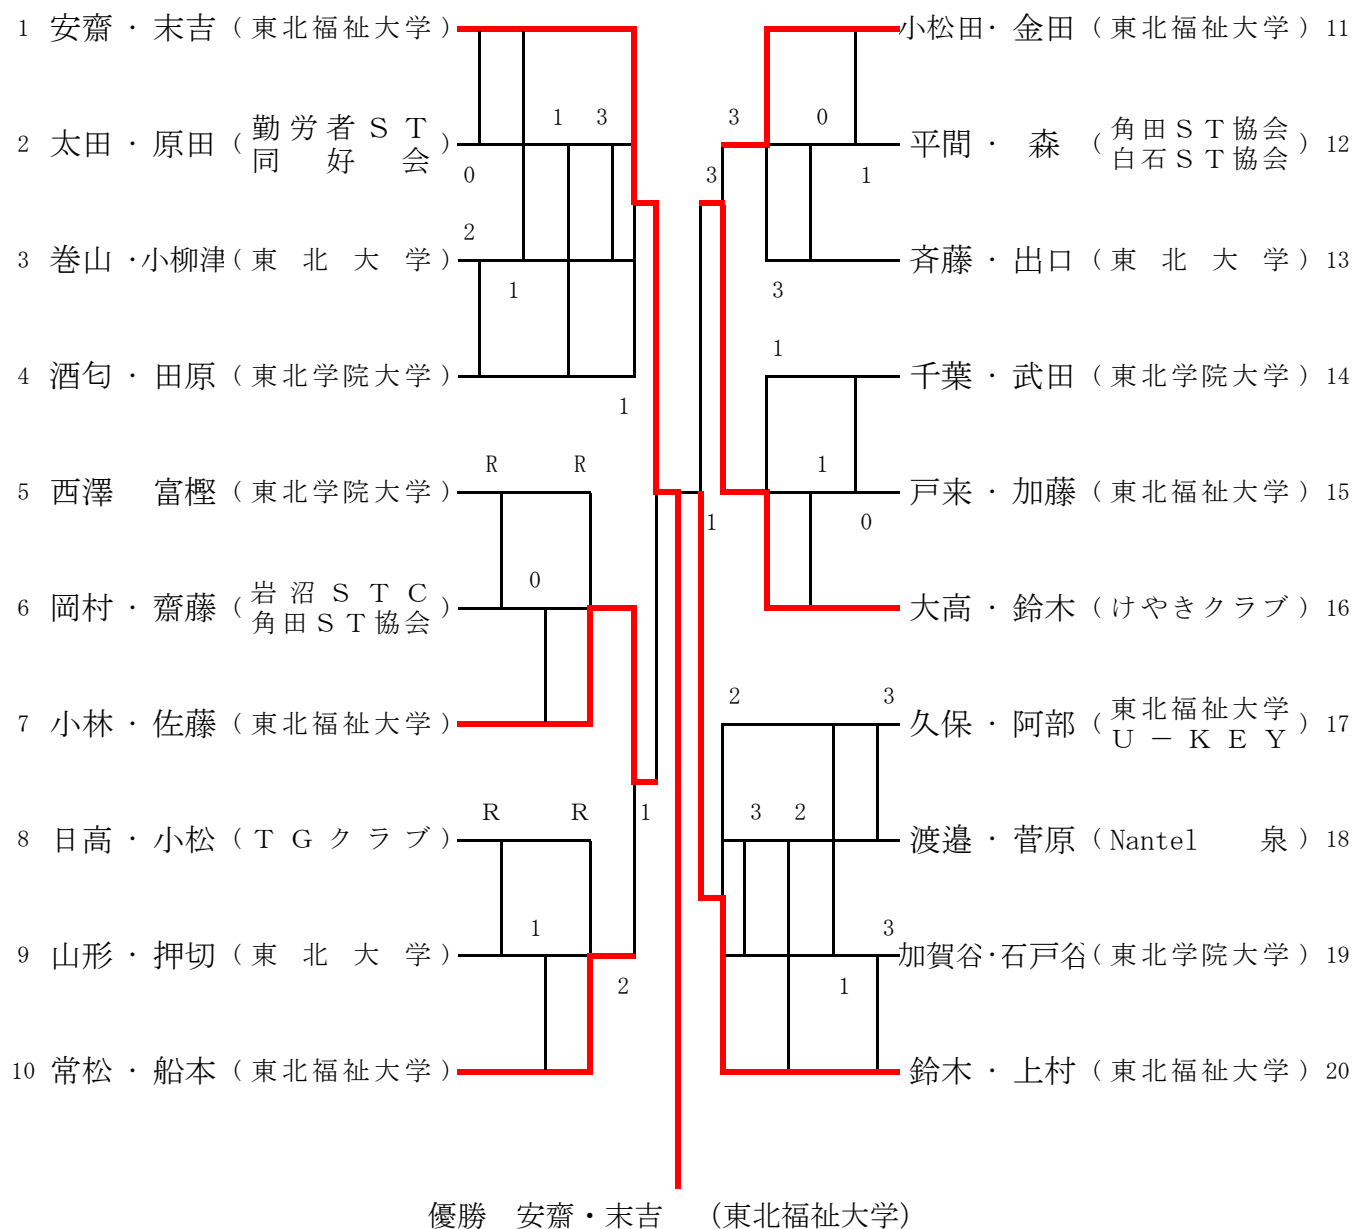 1 安齋・末吉（東北福祉大学）
1 3
2 太田・原田（勤労者ＳＴ同好会）
0
2
3 巻山・小柳津（東北大学）
1
4 酒匂・田原（東北学院大学）
1
R R
5 西澤　富樫（東北学院大学）
0
6 岡村・齋藤（岩沼ＳＴＣ角田ＳＴ協会）
7 小林・佐藤（東北福祉大学）
R R 1
8 日高・小松（ＴＧクラブ）
1
9 山形・押切（東北大学）
2
10 常松・船本（東北福祉大学）
小松田・金田（東北福祉大学）11
3 0
平間・森（角田ＳＴ協会白石ＳＴ協会）12
3 1
斉藤・出口（東北大学）13
3
1
千葉・武田（東北学院大学）14
1
戸来・加藤（東北福祉大学）15
1 0
大高・鈴木（けやきクラブ）16
2 3
久保・阿部（東北福祉大学Ｕ－ＫＥＹ）17
3 2
渡邉・菅原（Nantel　泉）18
3
加賀谷・石戸谷（東北学院大学）19
1
鈴木・上村（東北福祉大学）20
優勝　安齋・末吉　（東北福祉大学）